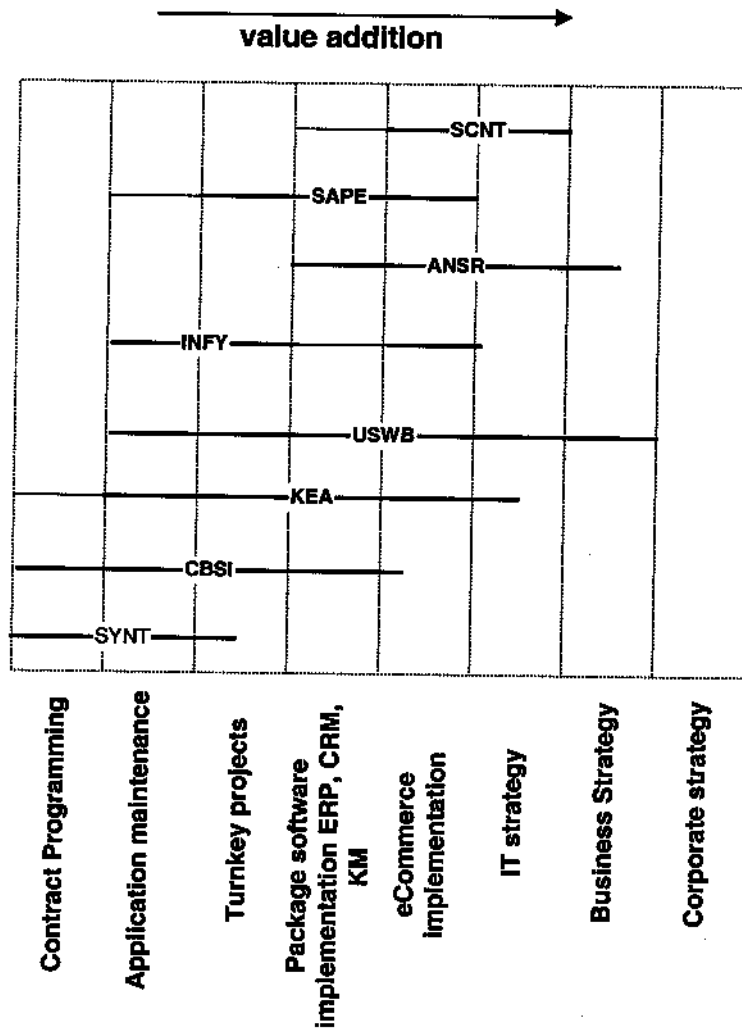 value addition
SCNT
SAPE
ANSR
INFY
USWB
KEA
CBSI
SYNT
Contract Programming
Application maintenance
Turnkey projects
Package software
implementation ERP, CRM,
KM
eCommerce
implementation
IT strategy
Business Strategy
Corporate strategy